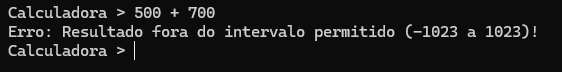 Calculadora > 500 + 700
Erro: Resultado fora do intervalo permitido (-1023 a 1023)!
Calculadora >